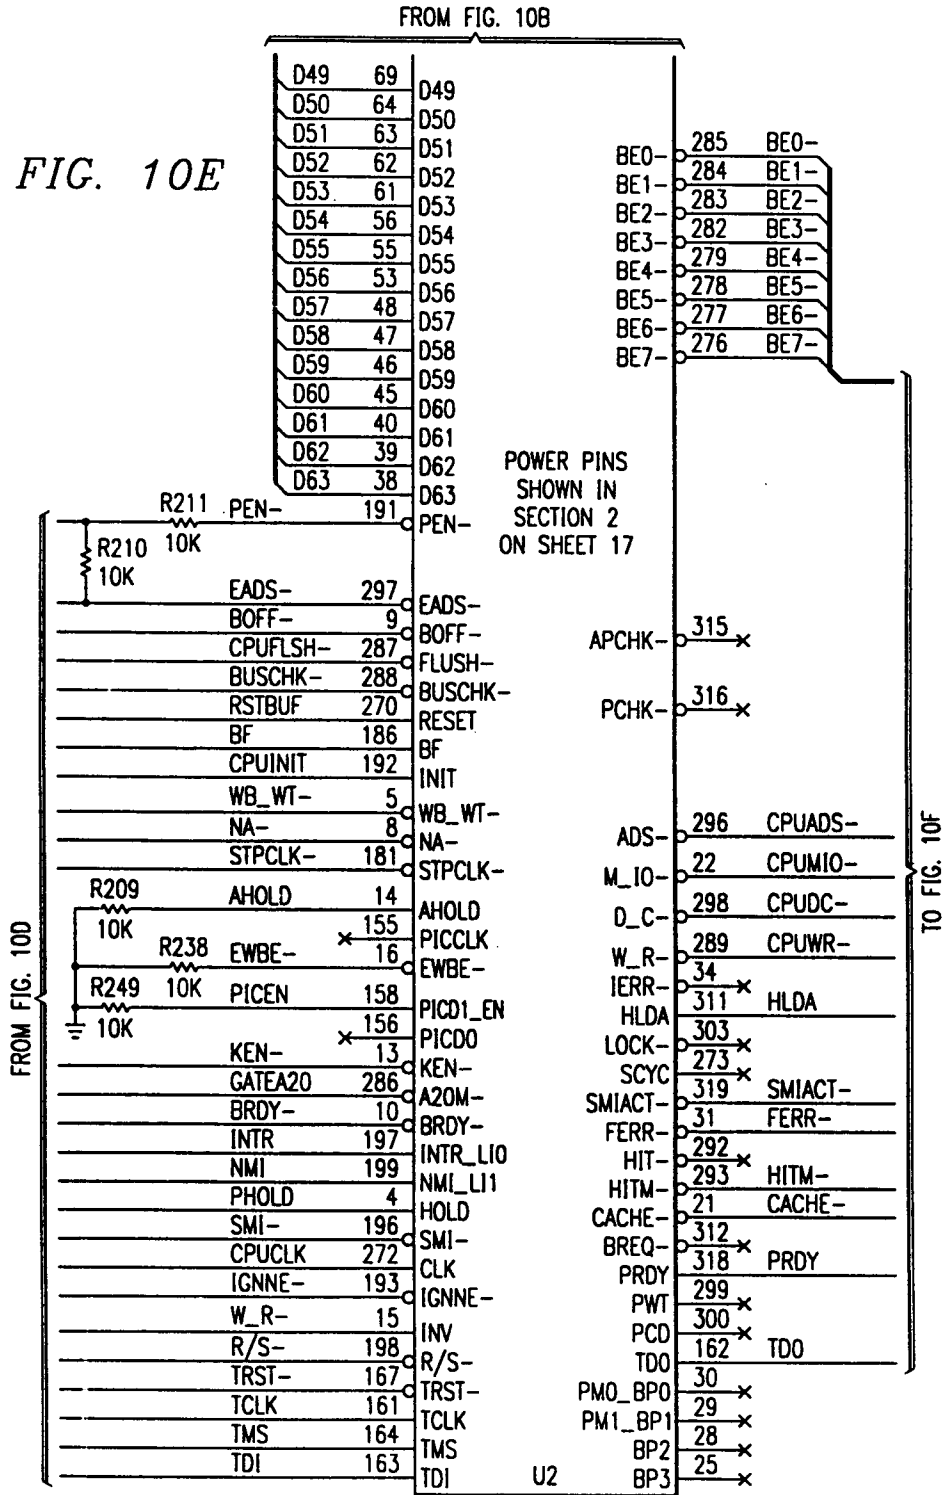 FROM FIG. 10B
FIG. 10E
D49 69 D49
D50 64 D50
D51 63 D51
D52 62 D52
D53 61 D53
D54 56 D54
D55 55 D55
D56 53 D56
D57 48 D57
D58 47 D58
D59 46 D59
D60 45 D60
D61 40 D61
D62 39 D62
D63 38 D63
R211 10K PEN- 191 PEN-
R210 10K
EADS- 297 EADS-
BOFF- 9 BOFF-
CPUFLSH- 287 FLUSH-
BUSCHK- 288 BUSCHK-
RSTBUF 270 RESET
BF 186 BF
CPUINIT 192 INIT
WB_WT- 5 WB_WT-
NA- 8 NA-
STPCLK- 181 STPCLK-
R209 10K AHOLD 14 AHOLD
155 PICCLK
R238 10K EWBE- 16 EWBE-
R249 10K PICEN 158 PICD1_EN
156 PICD0
KEN- 13 KEN-
GATEA20 286 A20M-
BRDY- 10 BRDY-
INTR 197 INTR_LI0
NMI 199 NMI_LI1
PHOLD 4 HOLD
SMI- 196 SMI-
CPUCLK 272 CLK
IGNNE- 193 IGNNE-
W_R- 15 INV
R/S- 198 R/S-
TRST- 167 TRST-
TCLK 161 TCLK
TMS 164 TMS
TDI 163 TDI
U2
POWER PINS
SHOWN IN
SECTION 2
ON SHEET 17
BE0- 285 BE0-
BE1- 284 BE1-
BE2- 283 BE2-
BE3- 282 BE3-
BE4- 279 BE4-
BE5- 278 BE5-
BE6- 277 BE6-
BE7- 276 BE7-
APCHK- 315
PCHK- 316
ADS- 296 CPUADS-
M_IO- 22 CPUMIO-
D_C- 298 CPUDC-
W_R- 289 CPUWR-
IERR- 34
HLDA 311 HLDA
LOCK- 303
SCYC 273
SMIACT- 319 SMIACT-
FERR- 31 FERR-
HIT- 292
HITM- 293 HITM-
CACHE- 21 CACHE-
BREQ- 312
PRDY 318 PRDY
PWT 299
PCD 300
TDO 162 TDO
PM0_BP0 30
PM1_BP1 29
BP2 28
BP3 25
FROM FIG. 10D
TO FIG. 10F